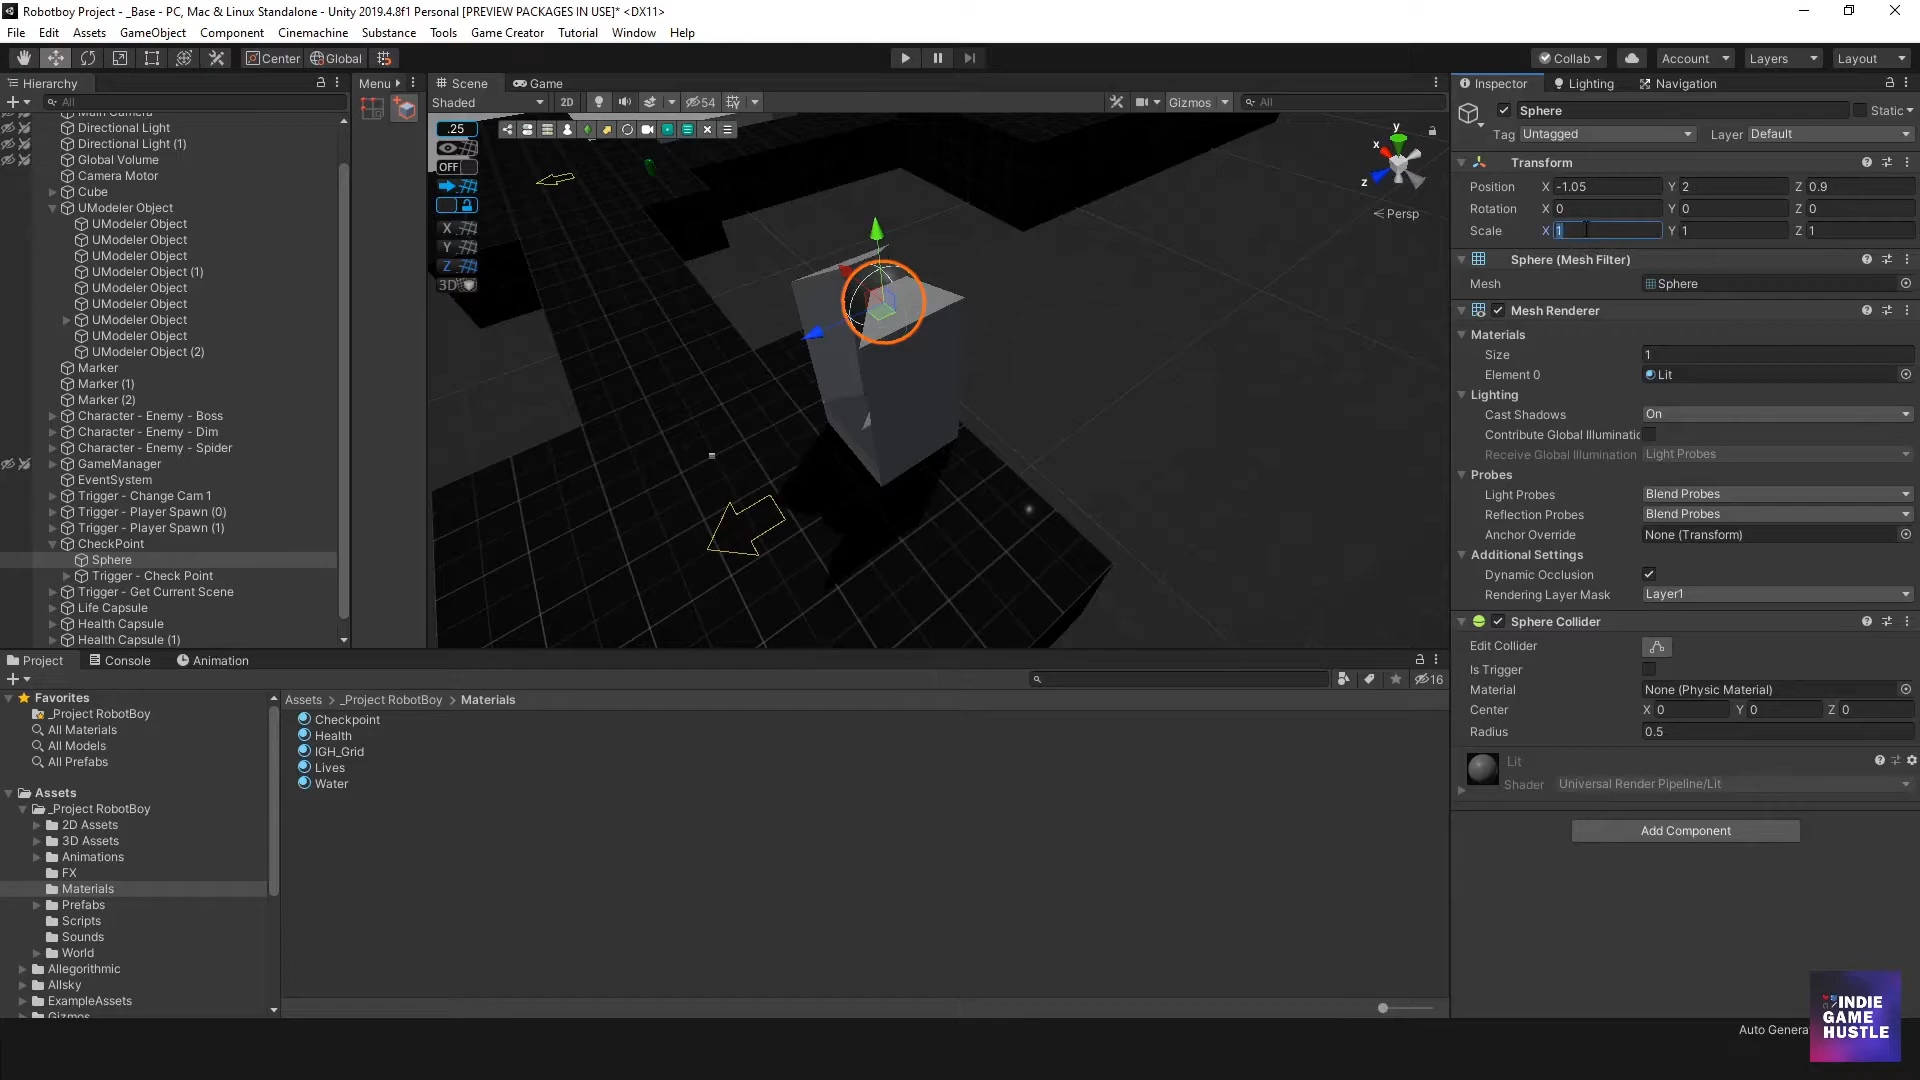 Robotboy Project - _Base - PC, Mac & Linux Standalone - Unity 2019.4.8f1 Personal [PREVIEW PACKAGES IN USE]* <DX11>
File Edit Assets GameObject Component Cinemachine Substance Tools Game Creator Tutorial Window Help
Center Global Collab Account Layers Layout
Hierarchy
All
Main Camera
Directional Light
Directional Light (1)
Global Volume
Camera Motor
Cube
UModeler Object
UModeler Object
UModeler Object
UModeler Object
UModeler Object (1)
UModeler Object
UModeler Object
UModeler Object
UModeler Object
UModeler Object (2)
Marker
Marker (1)
Marker (2)
Character - Enemy - Boss
Character - Enemy - Dim
Character - Enemy - Spider
GameManager
EventSystem
Trigger - Change Cam 1
Trigger - Player Spawn (0)
Trigger - Player Spawn (1)
CheckPoint
Sphere
Trigger - Check Point
Trigger - Get Current Scene
Life Capsule
Health Capsule
Health Capsule (1)
Menu
Scene Game
Shaded 2D 54 Gizmos All
.25
OFF
X
Y
Z
3D
y
x
z
Persp
Inspector Lighting Navigation
Sphere Static
Tag Untagged Layer Default
Transform
Position X -1.05 Y 2 Z 0.9
Rotation X 0 Y 0 Z 0
Scale X 1 Y 1 Z 1
Sphere (Mesh Filter)
Mesh Sphere
Mesh Renderer
Materials
Size 1
Element 0 Lit
Lighting
Cast Shadows On
Contribute Global Illuminatic
Receive Global Illumination Light Probes
Probes
Light Probes Blend Probes
Reflection Probes Blend Probes
Anchor Override None (Transform)
Additional Settings
Dynamic Occlusion
Rendering Layer Mask Layer1
Sphere Collider
Edit Collider
Is Trigger
Material None (Physic Material)
Center X 0 Y 0 Z 0
Radius 0.5
Lit
Shader Universal Render Pipeline/Lit
Add Component
Project Console Animation
16
Favorites
_Project RobotBoy
All Materials
All Models
All Prefabs
Assets
_Project RobotBoy
2D Assets
3D Assets
Animations
FX
Materials
Prefabs
Scripts
Sounds
World
Allegorithmic
Allsky
ExampleAssets
Gizmos
Assets > _Project RobotBoy > Materials
Checkpoint
Health
IGH_Grid
Lives
Water
Auto Genera
INDIE
GAME
HUSTLE